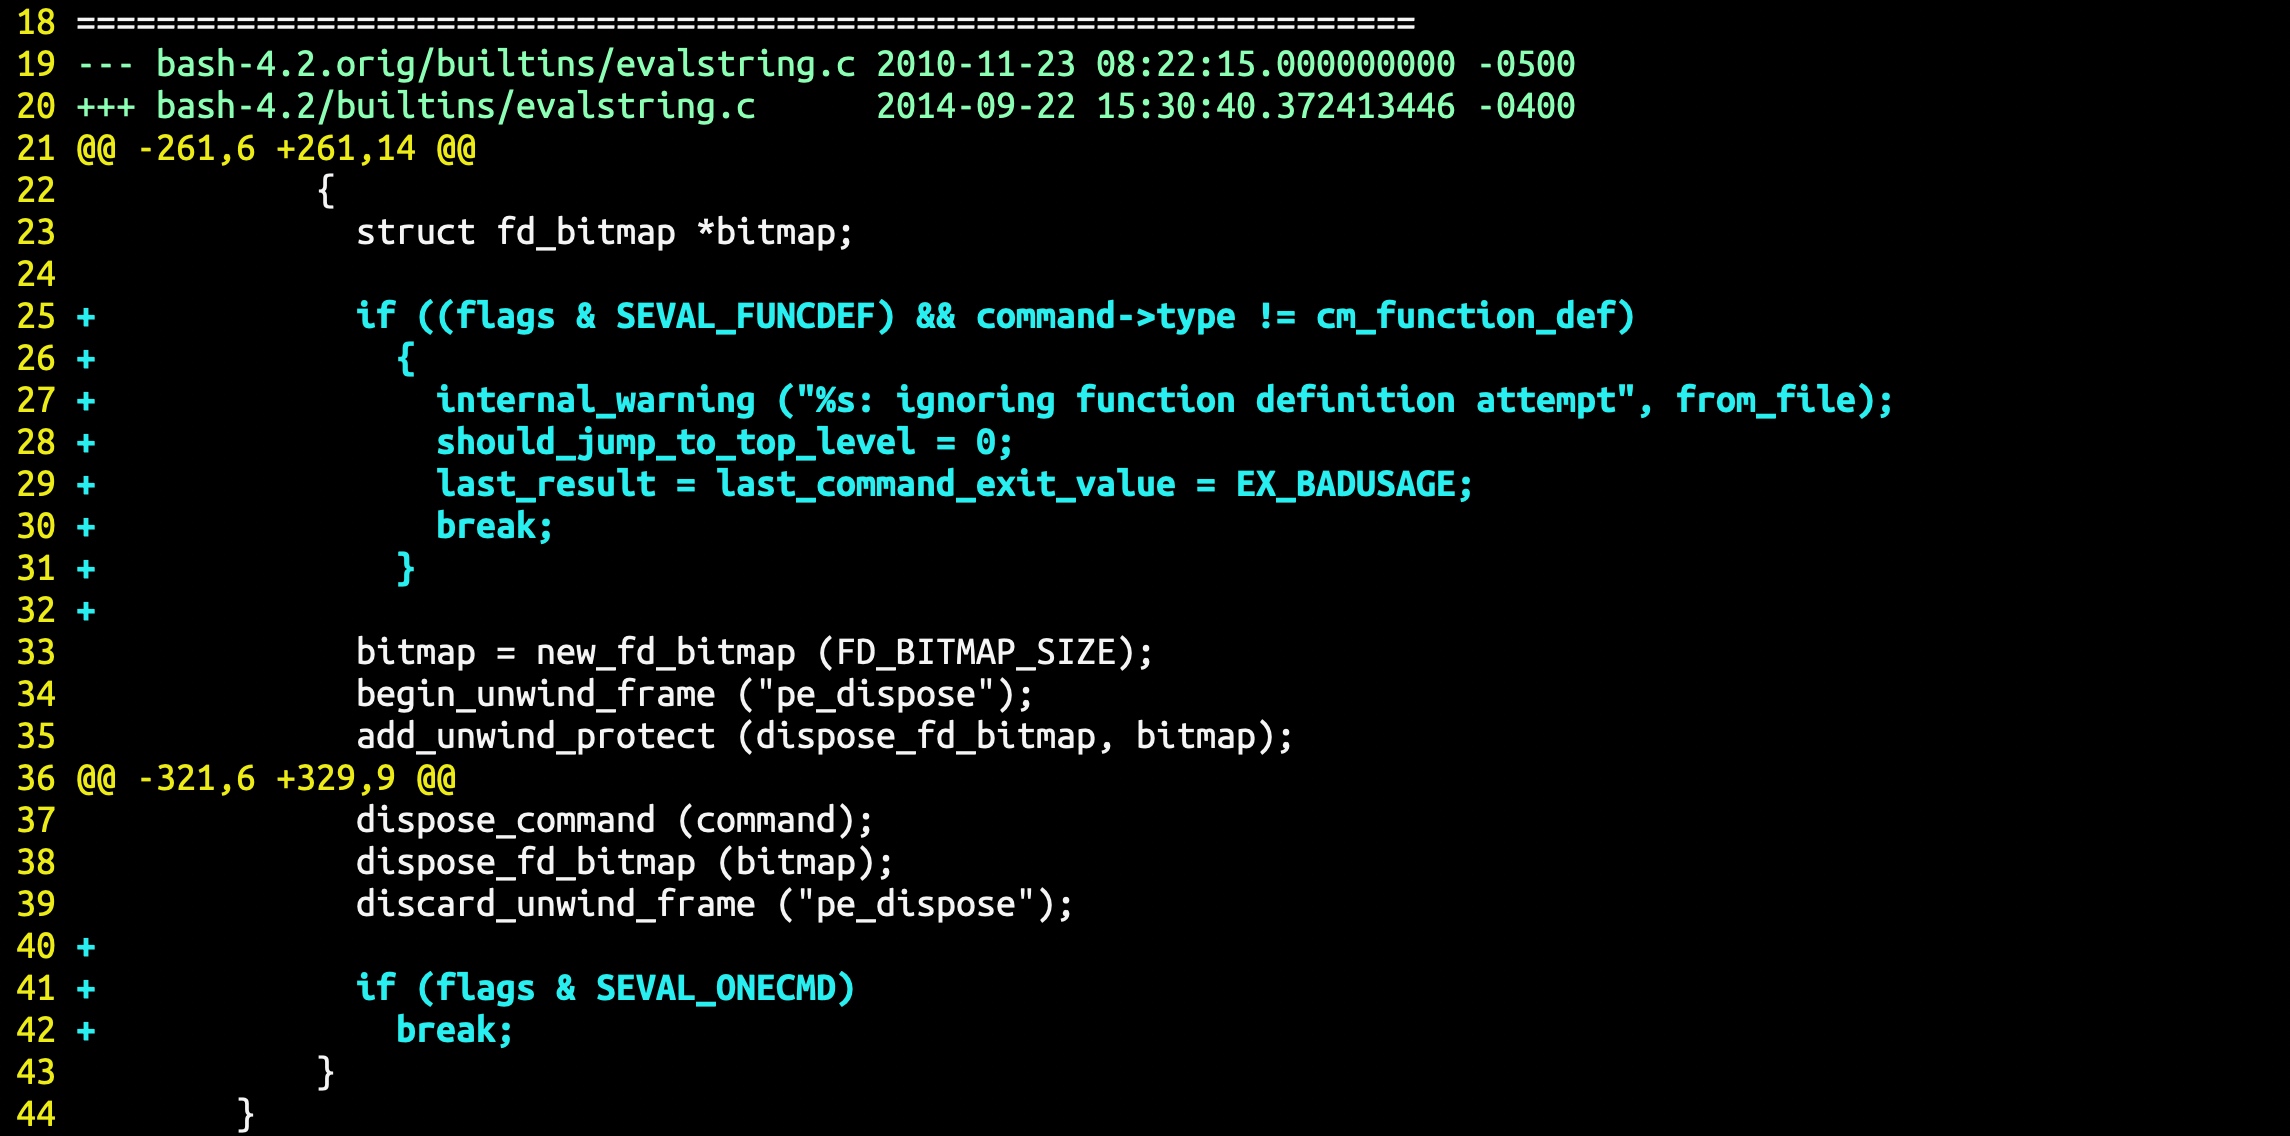 18 ===================================================================
19 --- bash-4.2.orig/builtins/evalstring.c 2010-11-23 08:22:15.000000000 -0500
20 +++ bash-4.2/builtins/evalstring.c      2014-09-22 15:30:40.372413446 -0400
21 @@ -261,6 +261,14 @@
22             {
23               struct fd_bitmap *bitmap;
24
25 +             if ((flags & SEVAL_FUNCDEF) && command->type != cm_function_def)
26 +               {
27 +                 internal_warning ("%s: ignoring function definition attempt", from_file);
28 +                 should_jump_to_top_level = 0;
29 +                 last_result = last_command_exit_value = EX_BADUSAGE;
30 +                 break;
31 +               }
32 +
33               bitmap = new_fd_bitmap (FD_BITMAP_SIZE);
34               begin_unwind_frame ("pe_dispose");
35               add_unwind_protect (dispose_fd_bitmap, bitmap);
36 @@ -321,6 +329,9 @@
37               dispose_command (command);
38               dispose_fd_bitmap (bitmap);
39               discard_unwind_frame ("pe_dispose");
40 +
41 +             if (flags & SEVAL_ONECMD)
42 +               break;
43             }
44         }